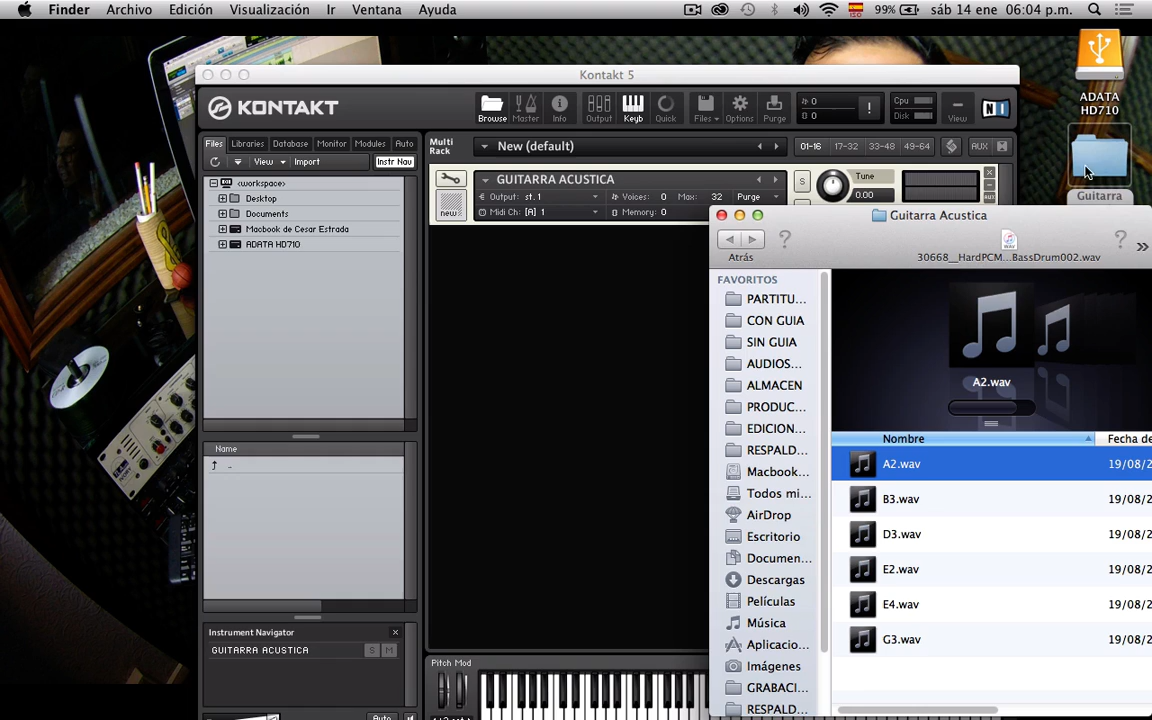 Finder Archivo Edición Visualización Ir Ventana Ayuda 99% sáb 14 ene 06:04 p.m.
ISO
ADATA
HD710
Guitarra
Kontakt 5
KONTAKT
Browse Master Info Output Keyb Quick Files Options Purge
0
0
!
Cpu
Disk
View
NI
Files Libraries Database Monitor Modules Auto
View Import Instr Nav
<workspace>
Desktop
Documents
Macbook de Cesar Estrada
ADATA HD710
Name
..
Instrument Navigator
GUITARRA ACUSTICA S M
Auto
Multi
Rack
New (default) 01-16 17-32 33-48 49-64 AUX
GUITARRA ACUSTICA
Output: st.1 Voices: 0 Max: 32 Purge
Midi Ch: [A] 1 Memory: 0
new
S
Tune
0.00
AUX
Pitch Mod
Guitarra Acustica
Atrás
30668__HardPCM...BassDrum002.wav
FAVORITOS
PARTITU...
CON GUIA
SIN GUIA
AUDIOS...
ALMACEN
PRODUC...
EDICION...
RESPALD...
Macbook...
Todos mi...
AirDrop
Escritorio
Documen...
Descargas
Películas
Música
Aplicacio...
Imágenes
GRABACI...
RESPALD...
A2.wav
Nombre Fecha de
A2.wav 19/08/2
B3.wav 19/08/2
D3.wav 19/08/2
E2.wav 19/08/2
E4.wav 19/08/2
G3.wav 19/08/2